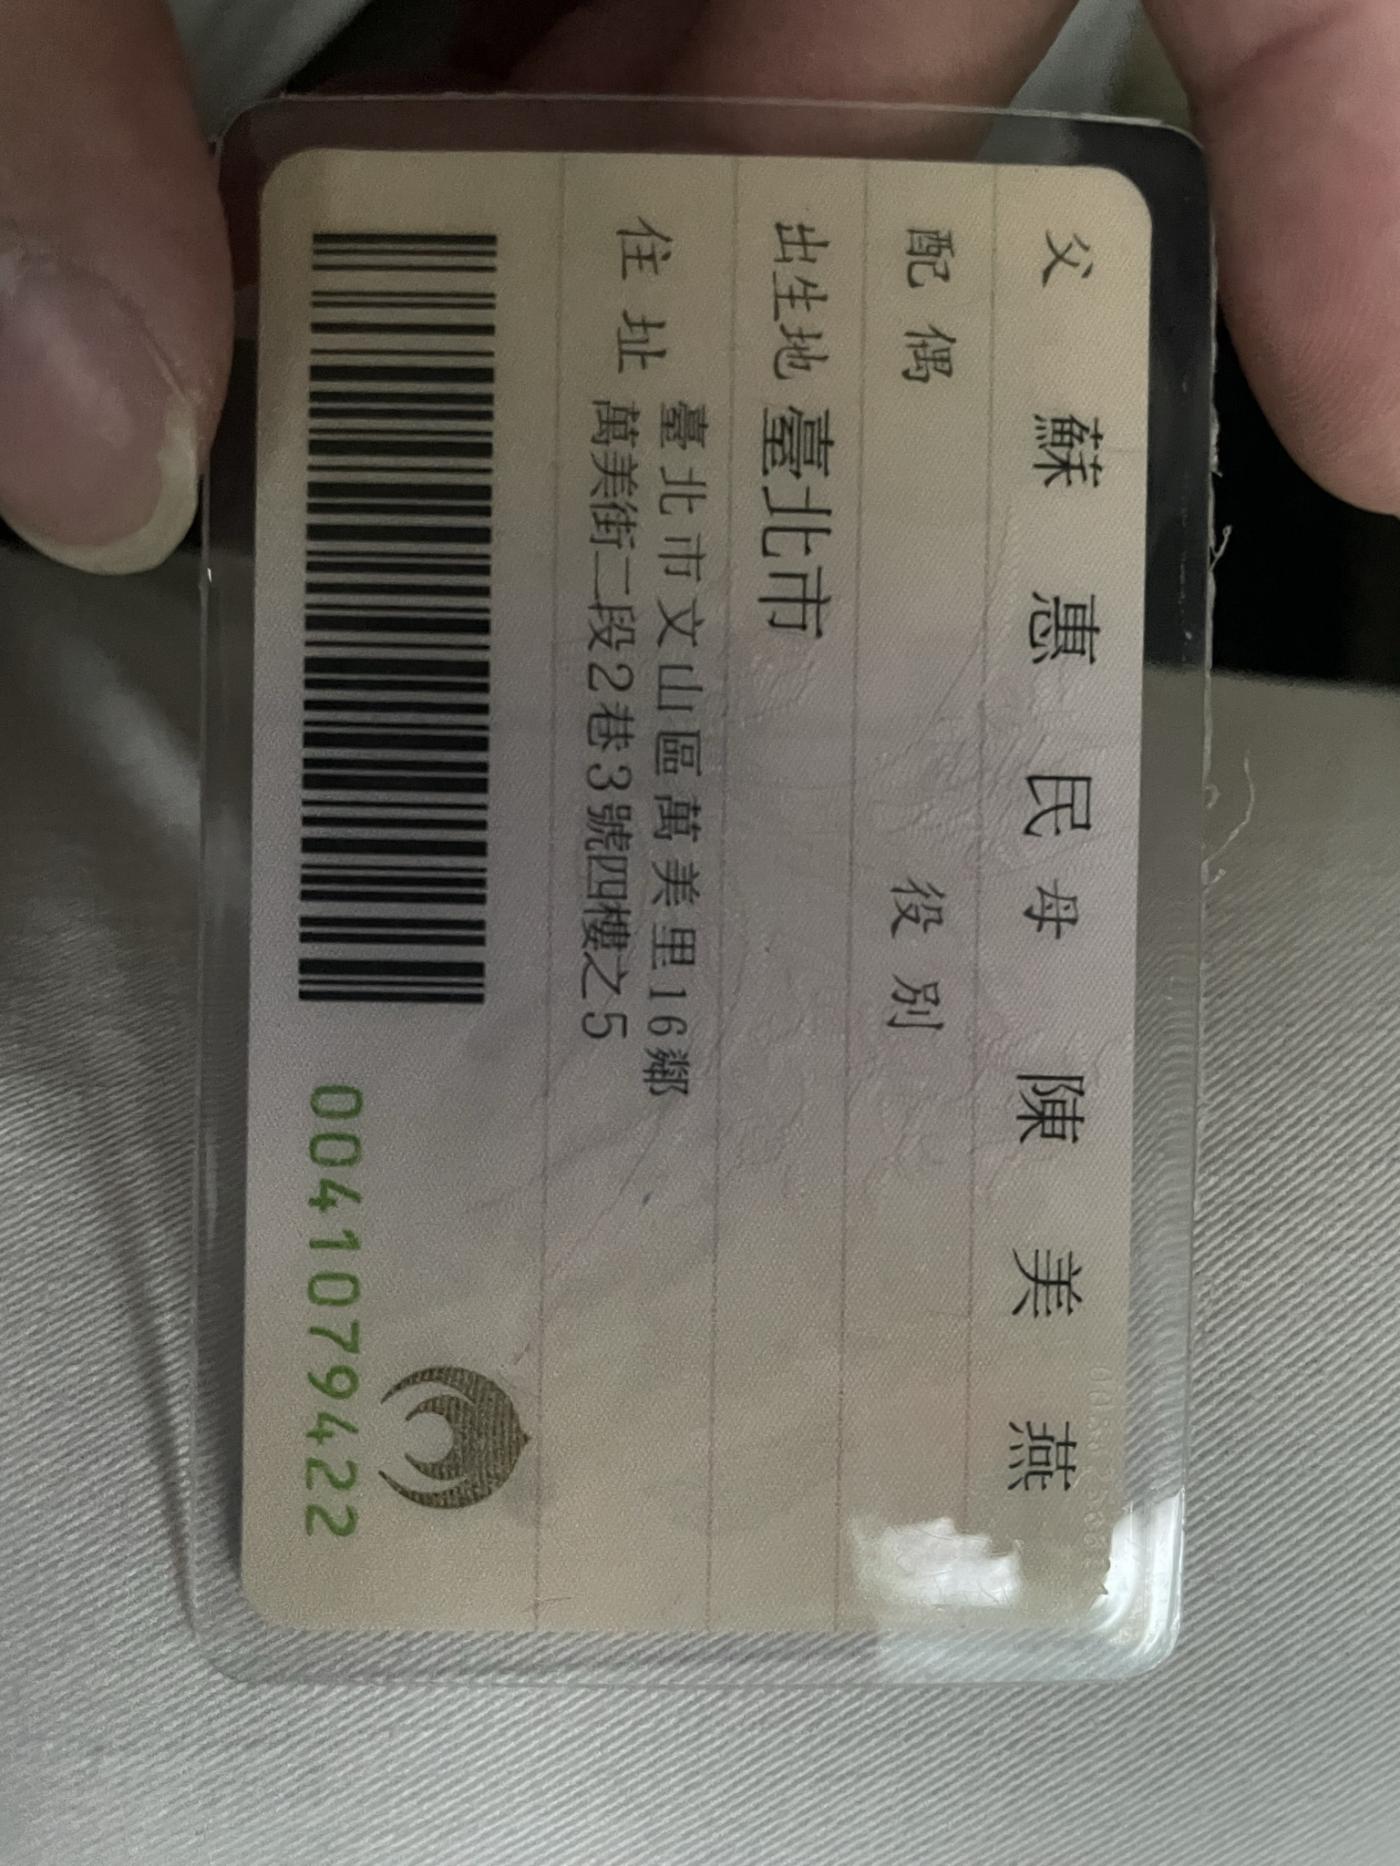 父 蘇惠民 母 陳美燕
配偶 役別
出生地 臺北市
住址 臺北市文山區萬美里16鄰
萬美街二段2巷3號四樓之5
0041079422